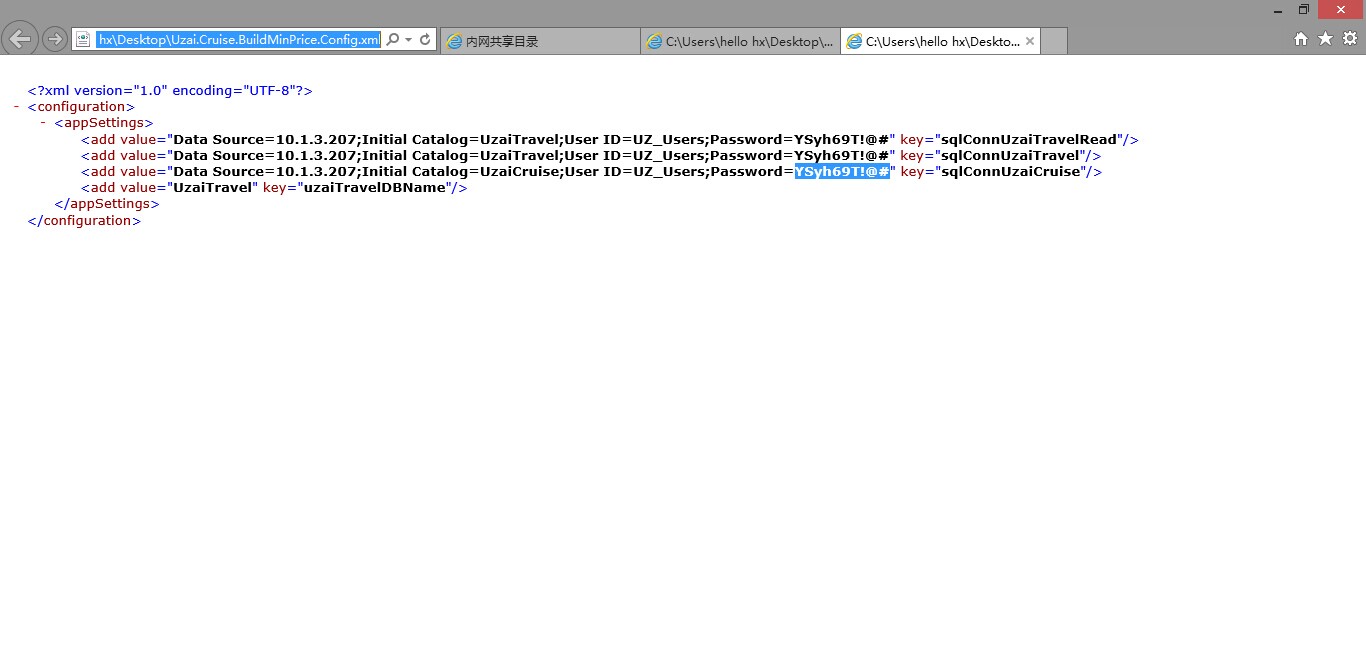 hx\Desktop\Uzai.Cruise.BuildMinPrice.Config.xml
内网共享目录
C:\Users\hello hx\Desktop\...
C:\Users\hello hx\Deskto...
<?xml version="1.0" encoding="UTF-8"?>
- <configuration>
- <appSettings>
<add value="Data Source=10.1.3.207;Initial Catalog=UzaiTravel;User ID=UZ_Users;Password=YSyh69T!@#" key="sqlConnUzaiTravelRead"/>
<add value="Data Source=10.1.3.207;Initial Catalog=UzaiTravel;User ID=UZ_Users;Password=YSyh69T!@#" key="sqlConnUzaiTravel"/>
<add value="Data Source=10.1.3.207;Initial Catalog=UzaiCruise;User ID=UZ_Users;Password=YSyh69T!@#" key="sqlConnUzaiCruise"/>
<add value="UzaiTravel" key="uzaiTravelDBName"/>
</appSettings>
</configuration>